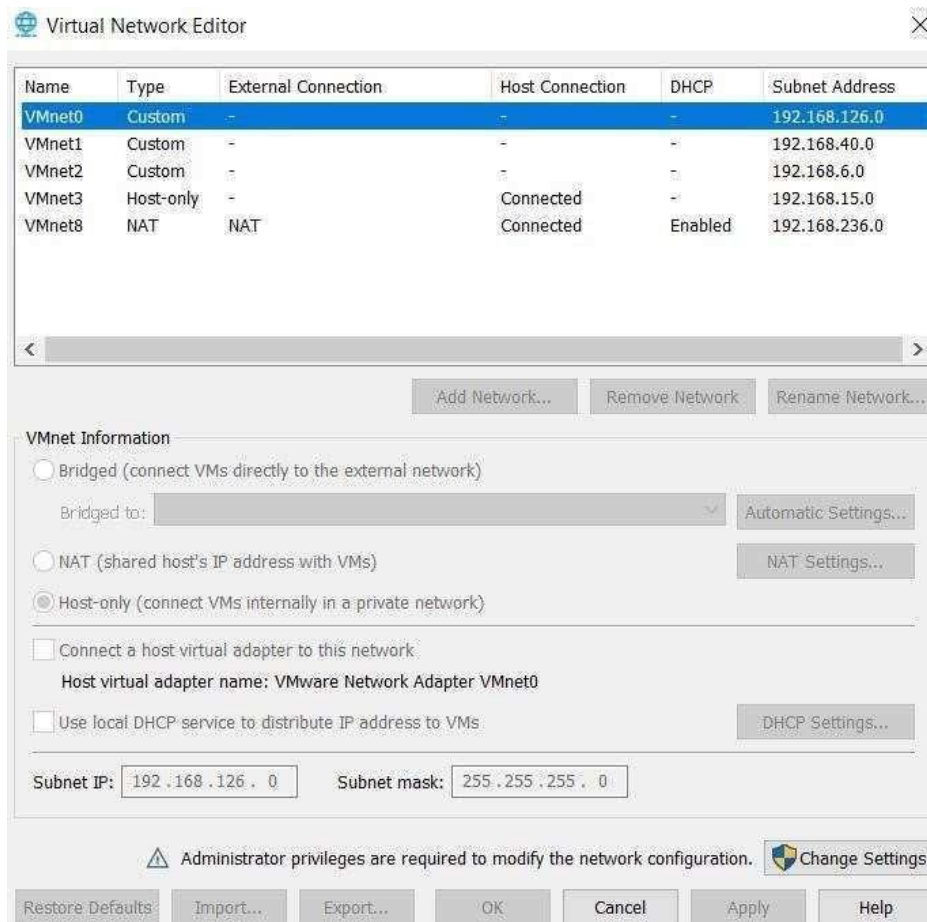 Virtual Network Editor
Name Type External Connection Host Connection DHCP Subnet Address
VMnet0 Custom - - - 192.168.126.0
VMnet1 Custom - - - 192.168.40.0
VMnet2 Custom - - - 192.168.6.0
VMnet3 Host-only - Connected - 192.168.15.0
VMnet8 NAT NAT Connected Enabled 192.168.236.0
Add Network... Remove Network Rename Network...
VMnet Information
Bridged (connect VMs directly to the external network)
Bridged to: Automatic Settings...
NAT (shared host's IP address with VMs) NAT Settings...
Host-only (connect VMs internally in a private network)
Connect a host virtual adapter to this network
Host virtual adapter name: VMware Network Adapter VMnet0
Use local DHCP service to distribute IP address to VMs DHCP Settings...
Subnet IP: 192 . 168 . 126 . 0 Subnet mask: 255 . 255 . 255 . 0
Administrator privileges are required to modify the network configuration. Change Settings
Restore Defaults Import... Export... OK Cancel Apply Help